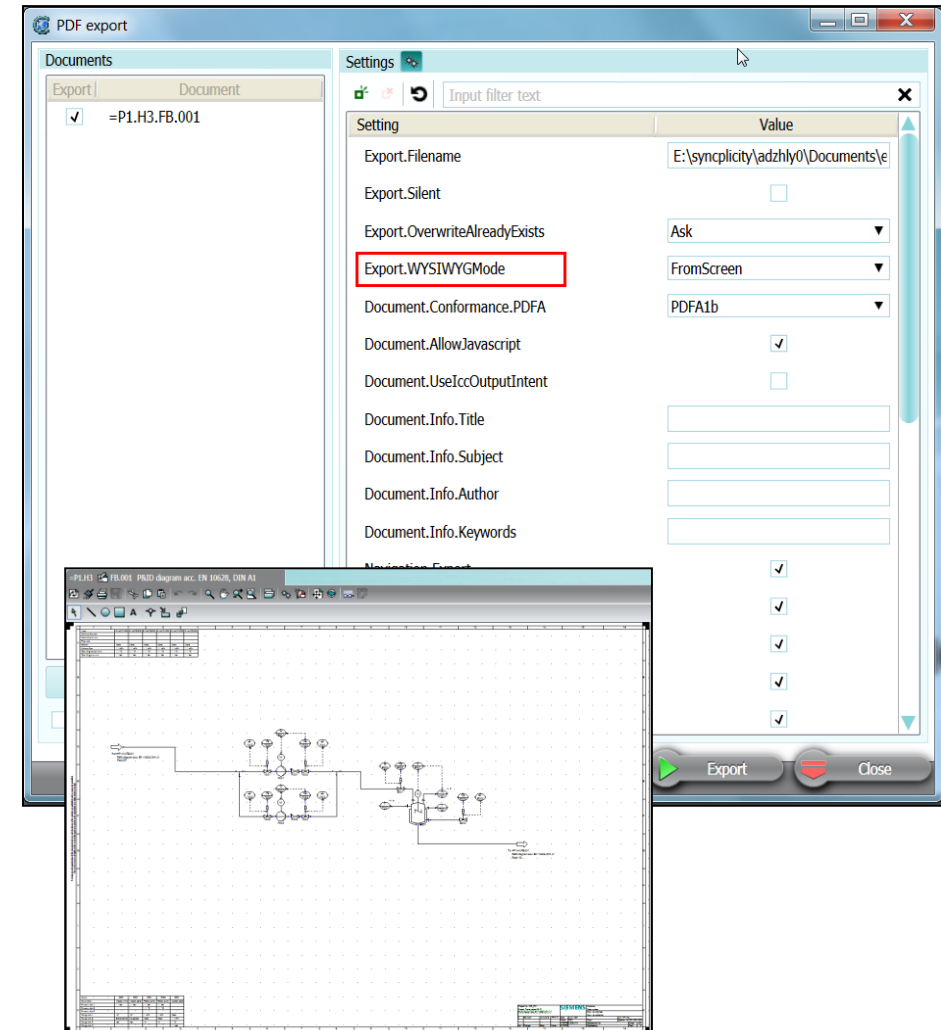 PDF export
Documents
Export Document
=P1.H3.FB.001
Settings
Input filter text
Setting Value
Export.Filename E:\syncplicity\adzhly0\Documents\e
Export.Silent
Export.OverwriteAlreadyExists Ask
Export.WYSIWYGMode FromScreen
Document.Conformance.PDFA PDFA1b
Document.AllowJavascript
Document.UseIccOutputIntent
Document.Info.Title
Document.Info.Subject
Document.Info.Author
Document.Info.Keywords
Navigation.Export
Export Close
=P1.H3 FB.001 P&ID diagram acc. EN 10628, DIN A1
A
SIEMENS